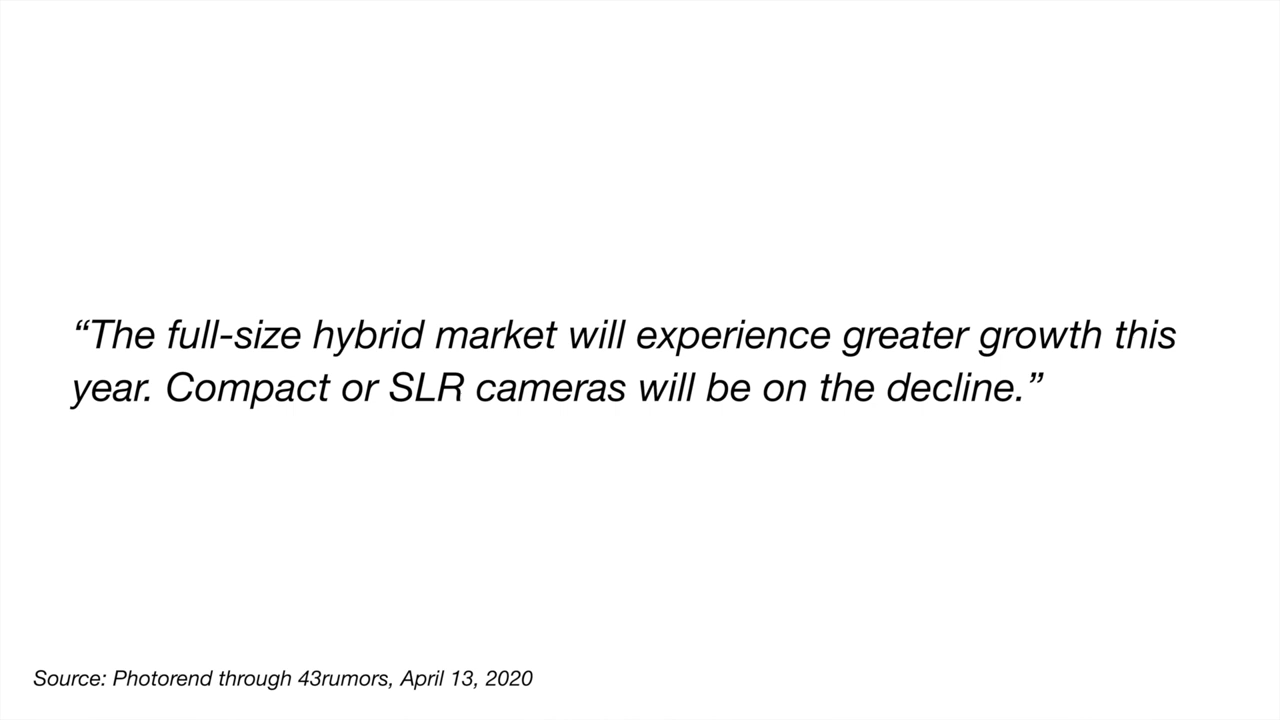 “The full-size hybrid market will experience greater growth this
year. Compact or SLR cameras will be on the decline.”
Source: Photorend through 43rumors, April 13, 2020